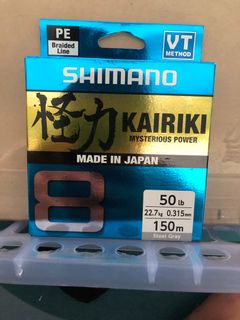 PE
Braided Line
VT
METHOD
SHIMANO
怪力 KAIRIKI
MYSTERIOUS POWER
MADE IN JAPAN
8
50 lb
22.7kg 0.315mm
150m
Steel Gray